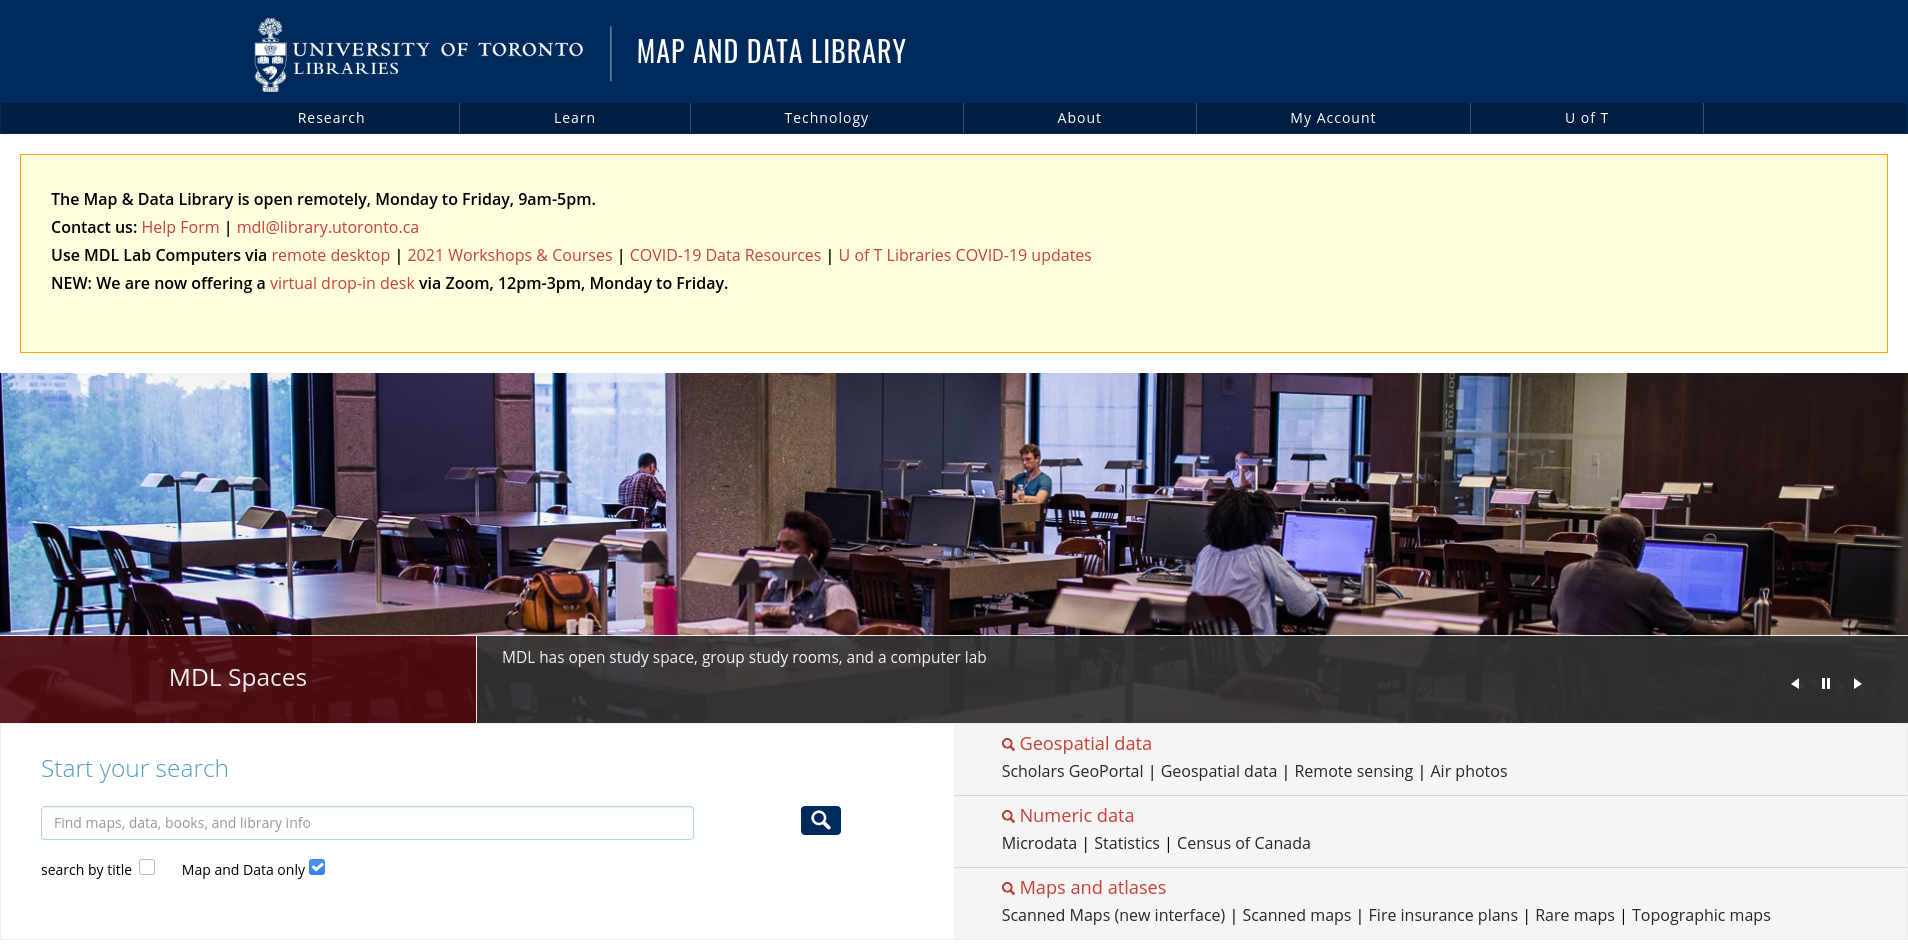 UNIVERSITY OF TORONTO
LIBRARIES
MAP AND DATA LIBRARY
Research Learn Technology About My Account U of T
The Map & Data Library is open remotely, Monday to Friday, 9am-5pm.
Contact us: Help Form | mdl@library.utoronto.ca
Use MDL Lab Computers via remote desktop | 2021 Workshops & Courses | COVID-19 Data Resources | U of T Libraries COVID-19 updates
NEW: We are now offering a virtual drop-in desk via Zoom, 12pm-3pm, Monday to Friday.
MDL Spaces
MDL has open study space, group study rooms, and a computer lab
Start your search
Find maps, data, books, and library info
search by title Map and Data only
Geospatial data
Scholars GeoPortal | Geospatial data | Remote sensing | Air photos
Numeric data
Microdata | Statistics | Census of Canada
Maps and atlases
Scanned Maps (new interface) | Scanned maps | Fire insurance plans | Rare maps | Topographic maps